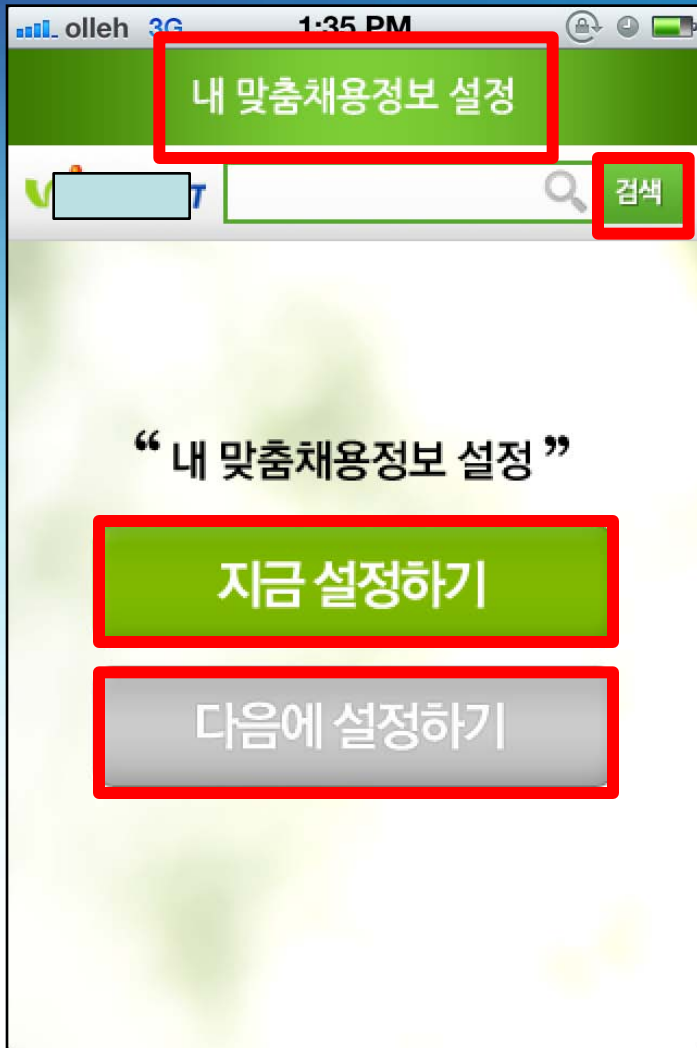 olleh 3G 1:35 PM
내 맞춤채용정보 설정
검색
“ 내 맞춤채용정보 설정 ”
지금 설정하기
다음에 설정하기